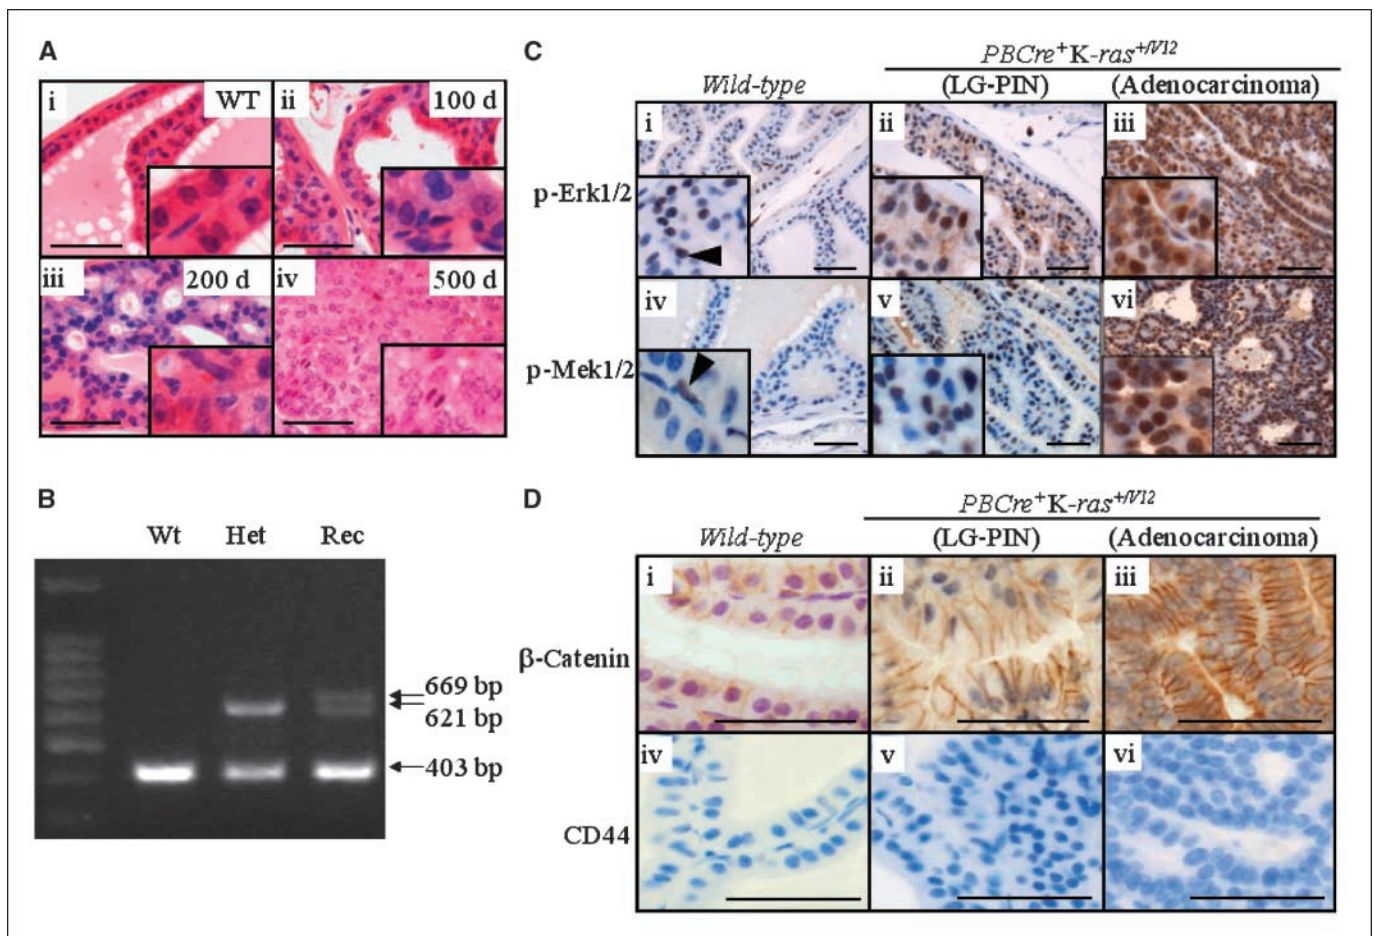 A
i
WT
ii
100 d
iii
200 d
iv
500 d
B
Wt Het Rec
669 bp
621 bp
403 bp
C
PBCre+K-ras+/V12
Wild-type (LG-PIN) (Adenocarcinoma)
p-Erk1/2
i
ii
iii
p-Mek1/2
iv
v
vi
D
PBCre+K-ras+/V12
Wild-type (LG-PIN) (Adenocarcinoma)
β-Catenin
i
ii
iii
CD44
iv
v
vi